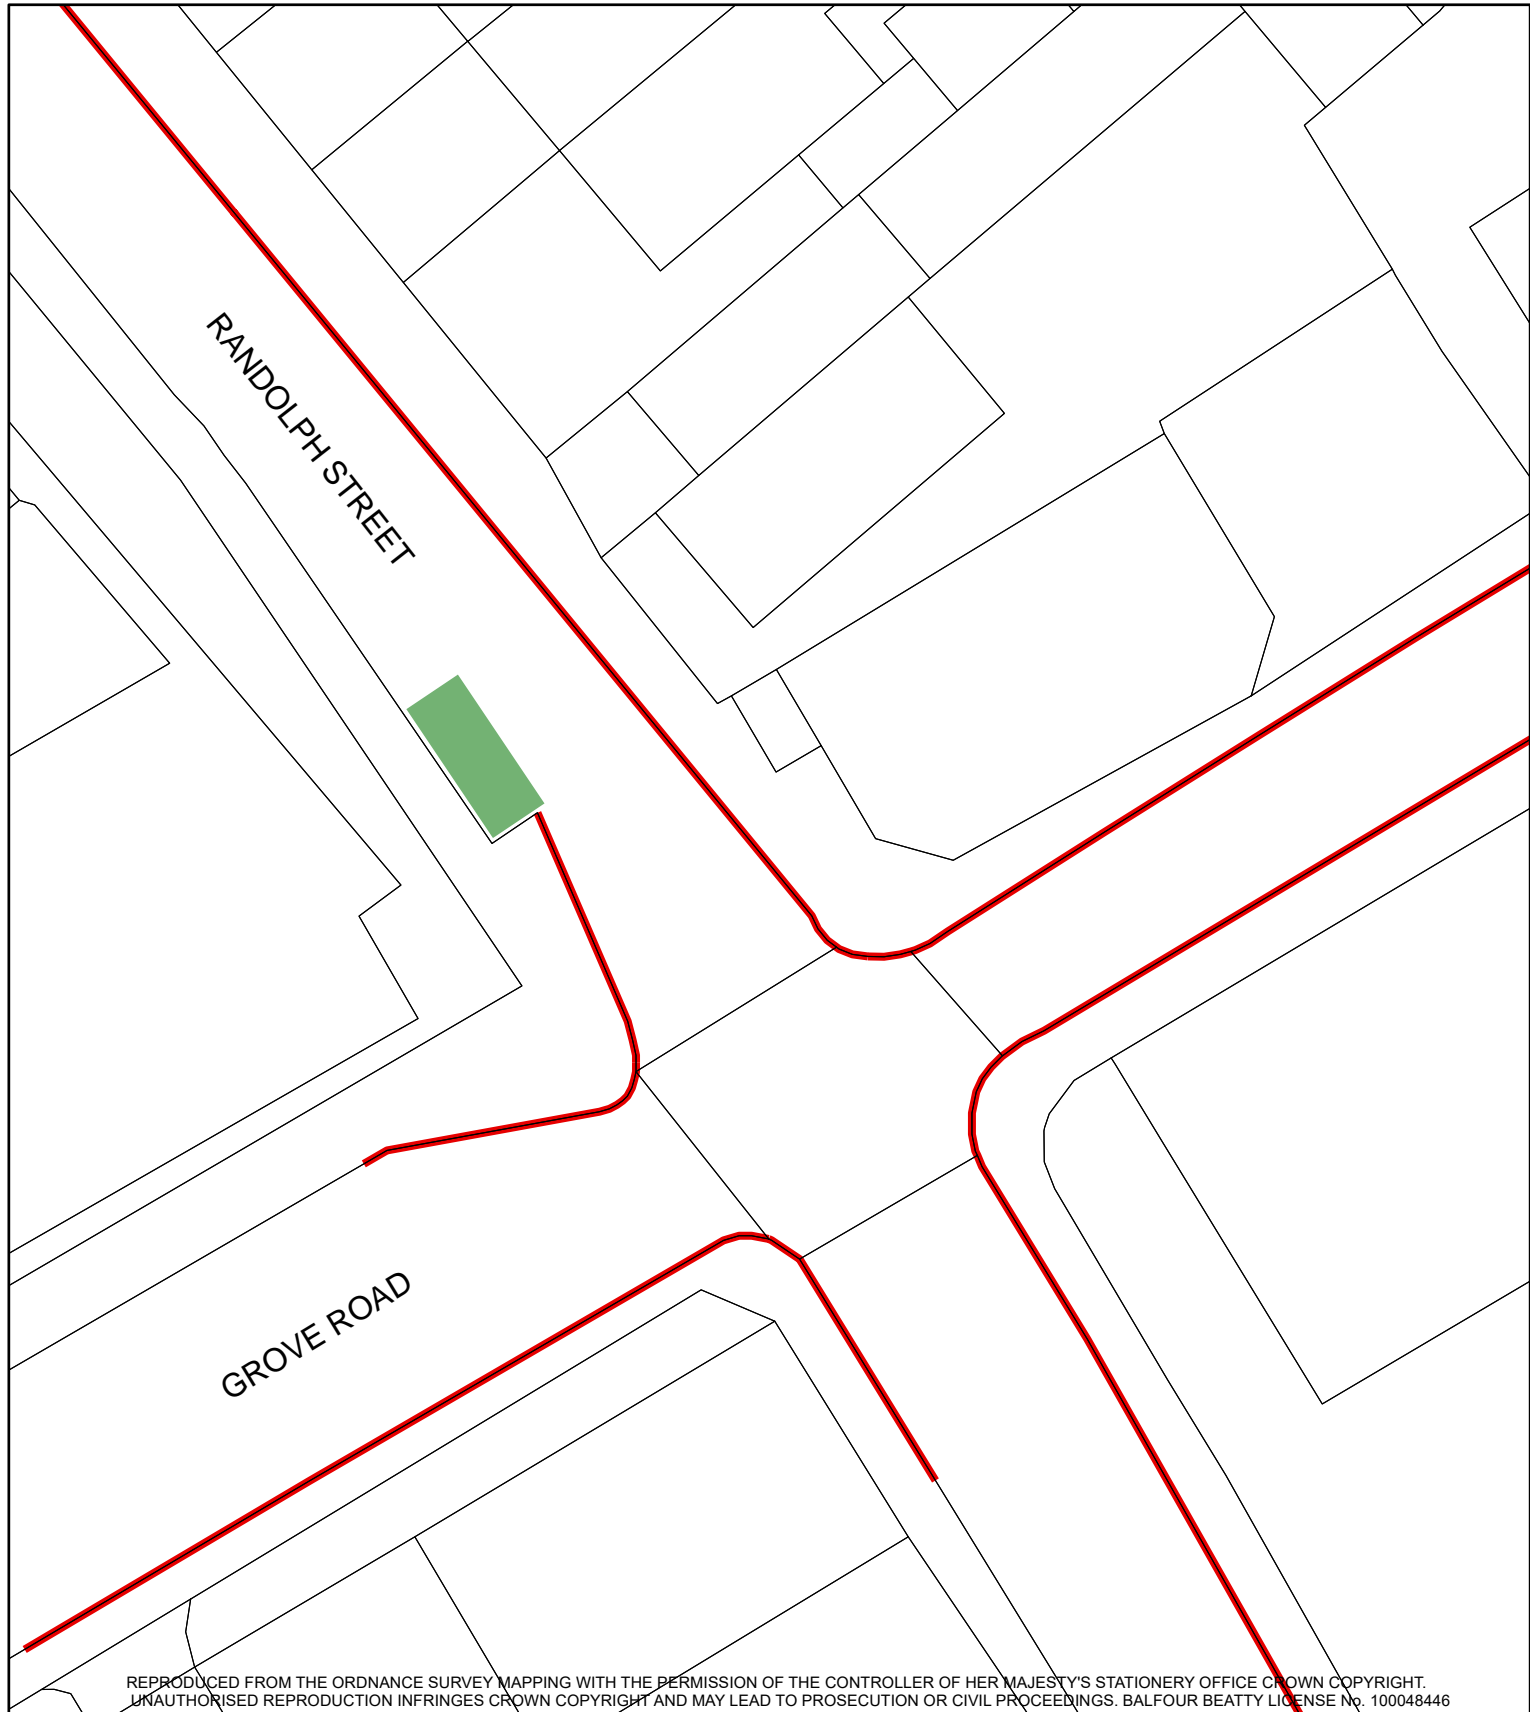 RANDOLPH STREET
GROVE ROAD
REPRODUCED FROM THE ORDNANCE SURVEY MAPPING WITH THE PERMISSION OF THE CONTROLLER OF HER MAJESTY'S STATIONERY OFFICE CROWN COPYRIGHT.
UNAUTHORISED REPRODUCTION INFRINGES CROWN COPYRIGHT AND MAY LEAD TO PROSECUTION OR CIVIL PROCEEDINGS. BALFOUR BEATTY LICENSE No. 100048446